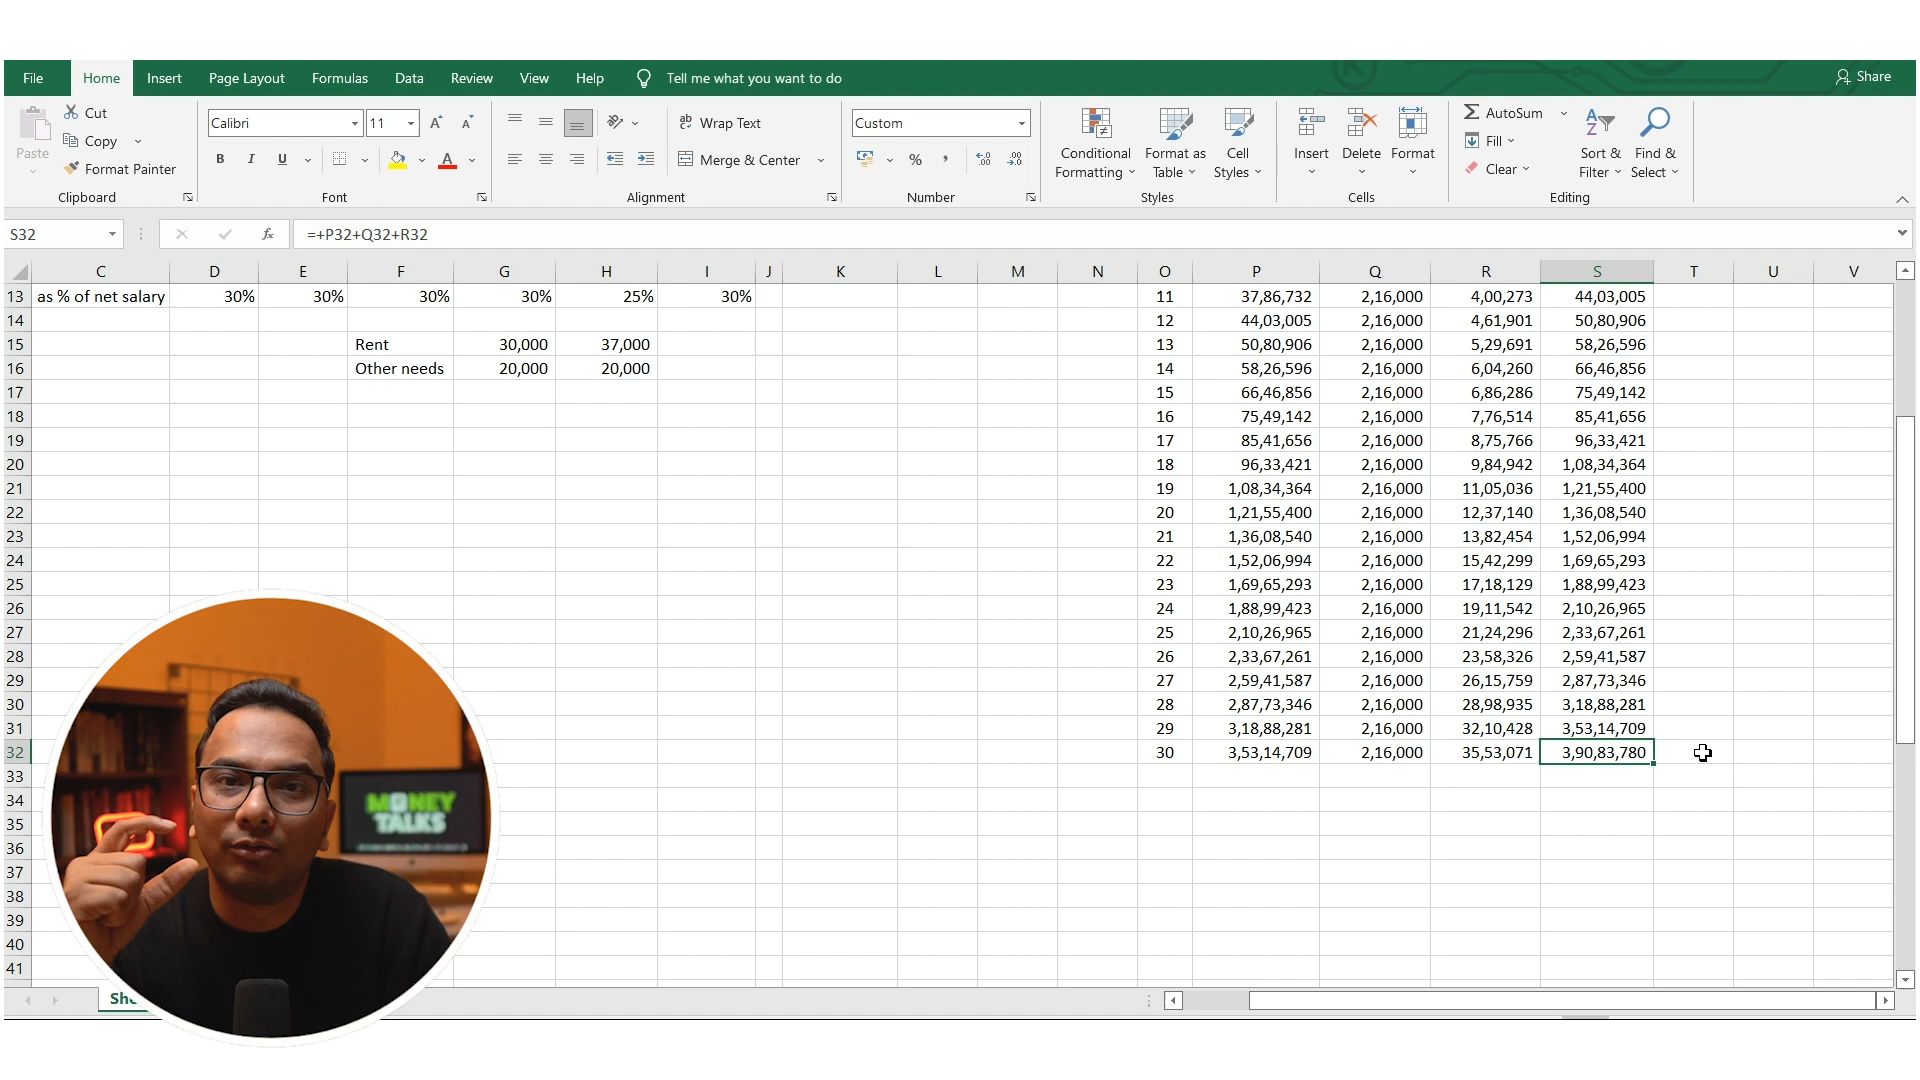 File Home Insert Page Layout Formulas Data Review View Help Tell me what you want to do Share
Cut
Copy
Format Painter
Paste
Clipboard
Calibri 11
B I U A
Font
ab Wrap Text
Merge & Center
Alignment
Custom
% ,
Number
Conditional Formatting
Format as Table
Cell Styles
Styles
Insert
Delete
Format
Cells
AutoSum
Fill
Clear
Sort & Filter
Find & Select
Editing
S32 fx =+P32+Q32+R32
C D E F G H I J K L M N O P Q R S T U V
13 as % of net salary 30% 30% 30% 30% 25% 30% 11 37,86,732 2,16,000 4,00,273 44,03,005
14 12 44,03,005 2,16,000 4,61,901 50,80,906
15 Rent 30,000 37,000 13 50,80,906 2,16,000 5,29,691 58,26,596
16 Other needs 20,000 20,000 14 58,26,596 2,16,000 6,04,260 66,46,856
17 15 66,46,856 2,16,000 6,86,286 75,49,142
18 16 75,49,142 2,16,000 7,76,514 85,41,656
19 17 85,41,656 2,16,000 8,75,766 96,33,421
20 18 96,33,421 2,16,000 9,84,942 1,08,34,364
21 19 1,08,34,364 2,16,000 11,05,036 1,21,55,400
22 20 1,21,55,400 2,16,000 12,37,140 1,36,08,540
23 21 1,36,08,540 2,16,000 13,82,454 1,52,06,994
24 22 1,52,06,994 2,16,000 15,42,299 1,69,65,293
25 23 1,69,65,293 2,16,000 17,18,129 1,88,99,423
26 24 1,88,99,423 2,16,000 19,11,542 2,10,26,965
27 25 2,10,26,965 2,16,000 21,24,296 2,33,67,261
28 26 2,33,67,261 2,16,000 23,58,326 2,59,41,587
29 27 2,59,41,587 2,16,000 26,15,759 2,87,73,346
30 28 2,87,73,346 2,16,000 28,98,935 3,18,88,281
31 29 3,18,88,281 2,16,000 32,10,428 3,53,14,709
32 30 3,53,14,709 2,16,000 35,53,071 3,90,83,780
33
34
35
36
37
38
39
40
41
MONEY
TALKS